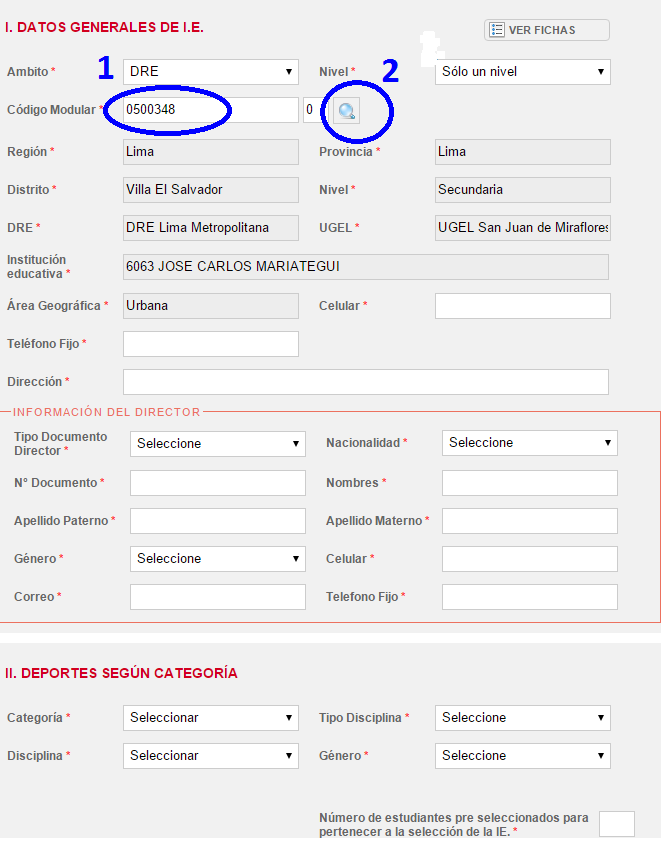 I. DATOS GENERALES DE I.E.
VER FICHAS
Ambito * 1 DRE Nivel * 2 Sólo un nivel
Código Modular * 0500348 0
Región * Lima Provincia * Lima
Distrito * Villa El Salvador Nivel * Secundaria
DRE * DRE Lima Metropolitana UGEL * UGEL San Juan de Miraflores
Institución
educativa * 6063 JOSE CARLOS MARIATEGUI
Área Geográfica * Urbana Celular *
Teléfono Fijo *
Dirección *
INFORMACIÓN DEL DIRECTOR
Tipo Documento
Director * Seleccione Nacionalidad * Seleccione
N° Documento * Nombres *
Apellido Paterno * Apellido Materno *
Género * Seleccione Celular *
Correo * Telefono Fijo *
II. DEPORTES SEGÚN CATEGORÍA
Categoría * Seleccionar Tipo Disciplina * Seleccione
Disciplina * Seleccionar Género * Seleccione
Número de estudiantes pre seleccionados para
pertenecer a la selección de la IE. *